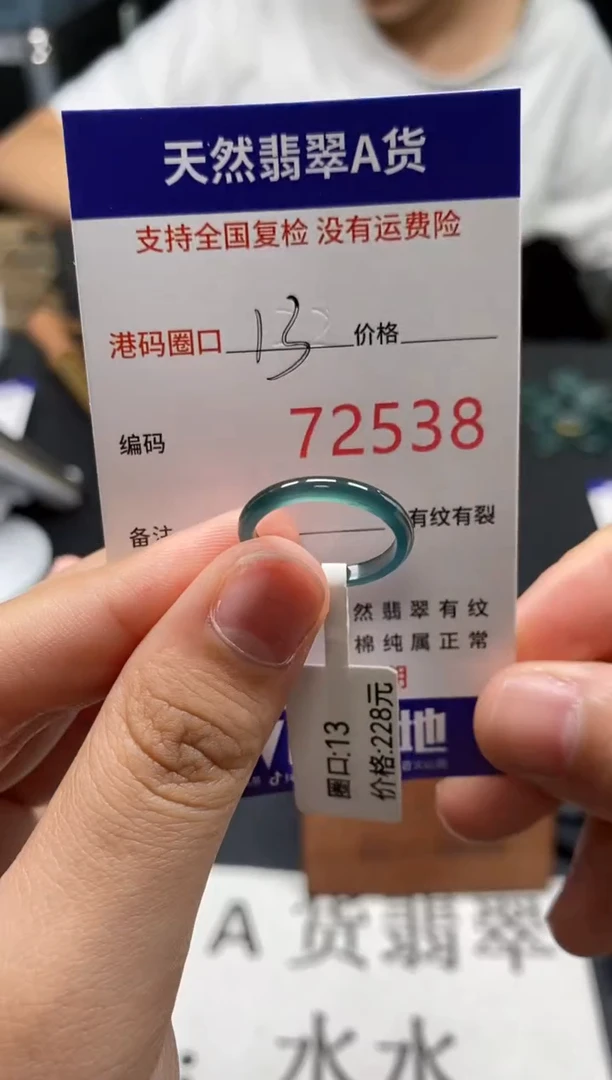 天然翡翠A货
支持全国复检 没有运费险
港码圈口 13 价格
编码 72538
备注 有纹有裂
然翡翠有纹
棉纯属正常
圈口:13
价格:228元
地
A货翡翠
水水